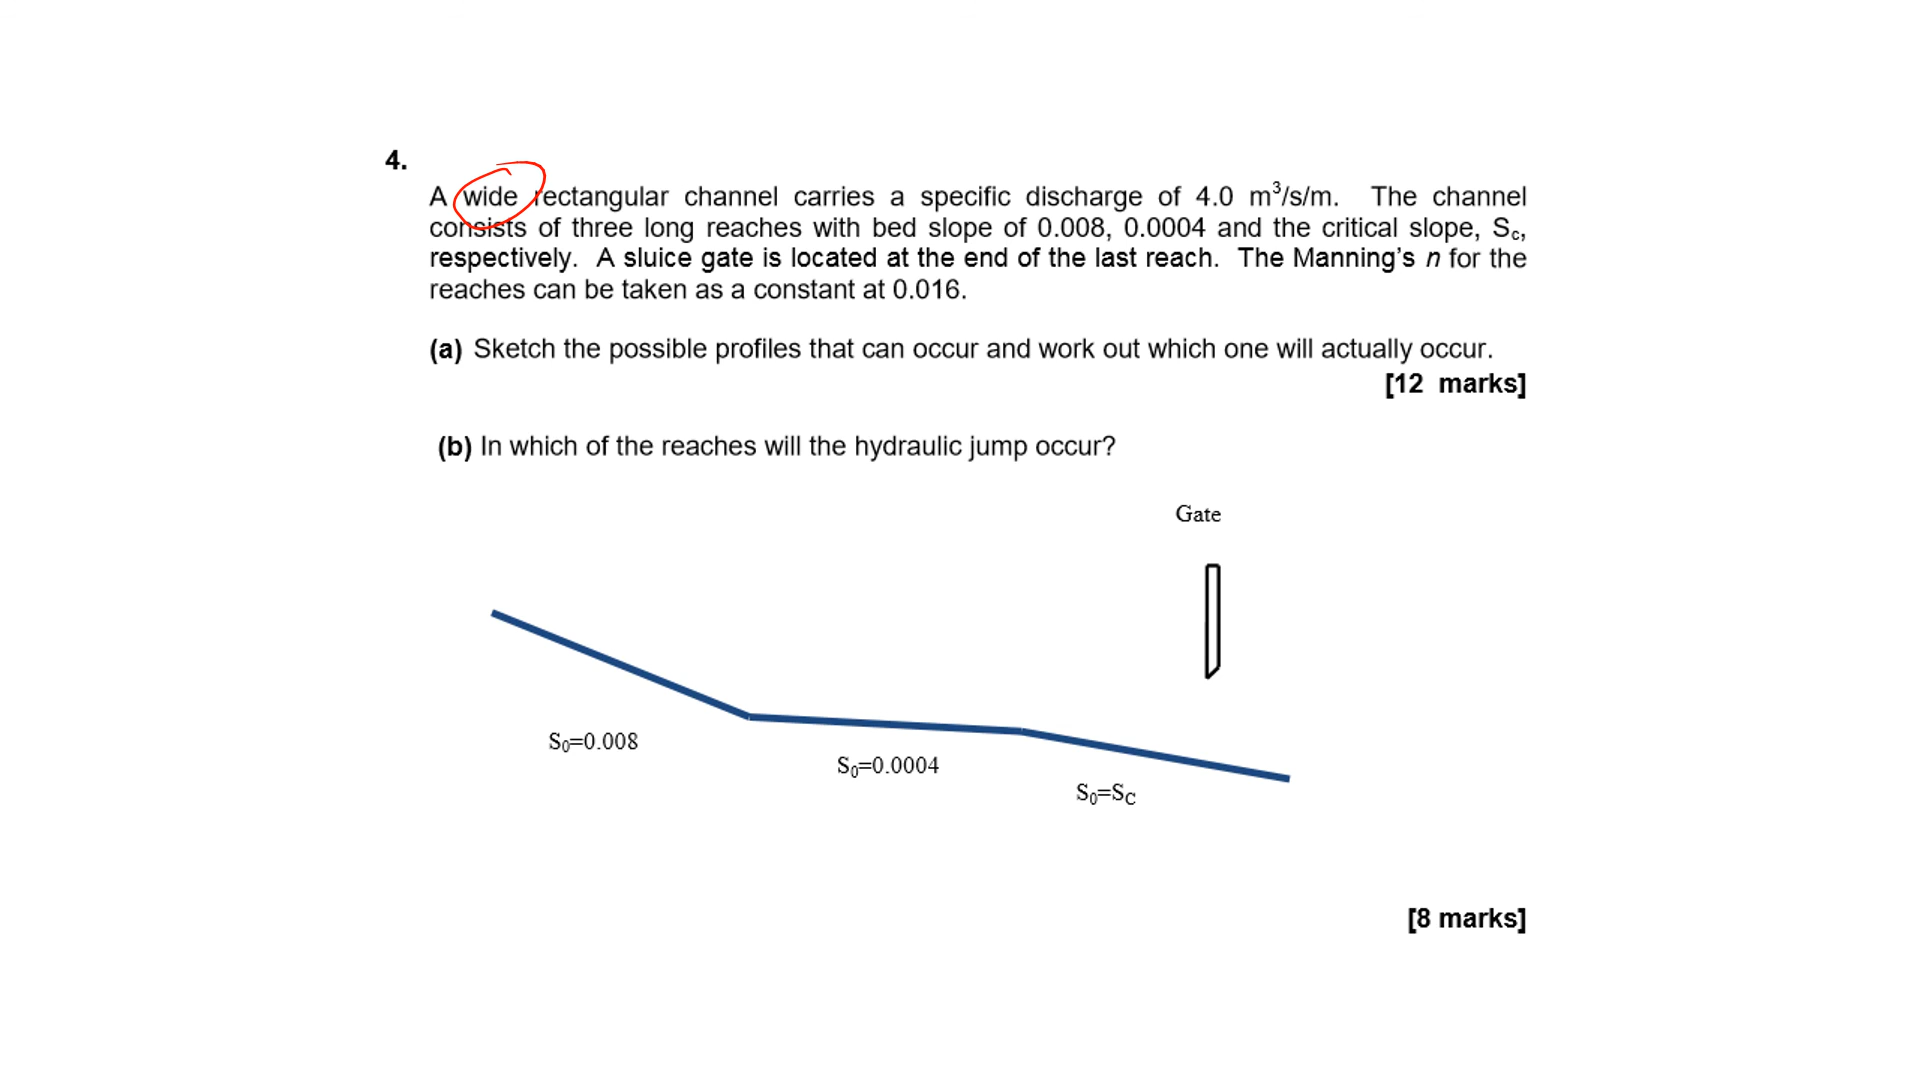 4.
A wide rectangular channel carries a specific discharge of 4.0 m³/s/m. The channel
consists of three long reaches with bed slope of 0.008, 0.0004 and the critical slope, Sc,
respectively. A sluice gate is located at the end of the last reach. The Manning's n for the
reaches can be taken as a constant at 0.016.
(a) Sketch the possible profiles that can occur and work out which one will actually occur.
[12 marks]
(b) In which of the reaches will the hydraulic jump occur?
Gate
S₀=0.008
S₀=0.0004
S₀=SC
[8 marks]